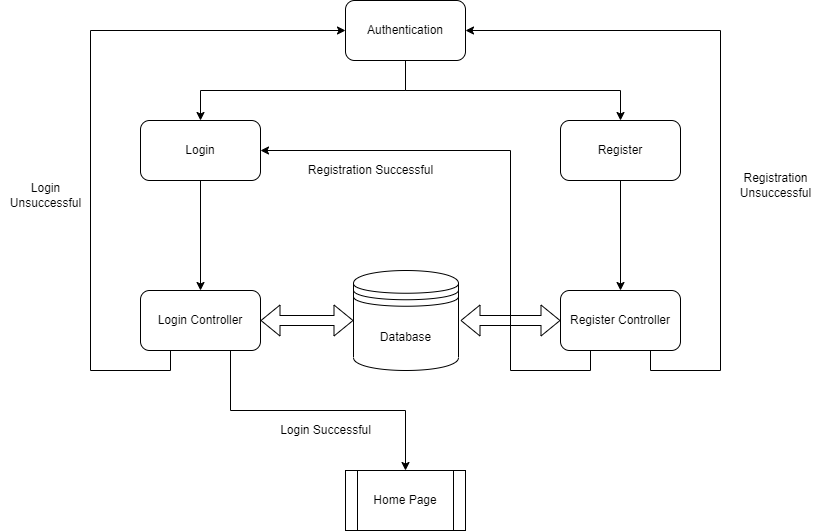 Authentication
Login
Register
Registration Successful
Login
Unsuccessful
Registration
Unsuccessful
Login Controller
Database
Register Controller
Login Successful
Home Page